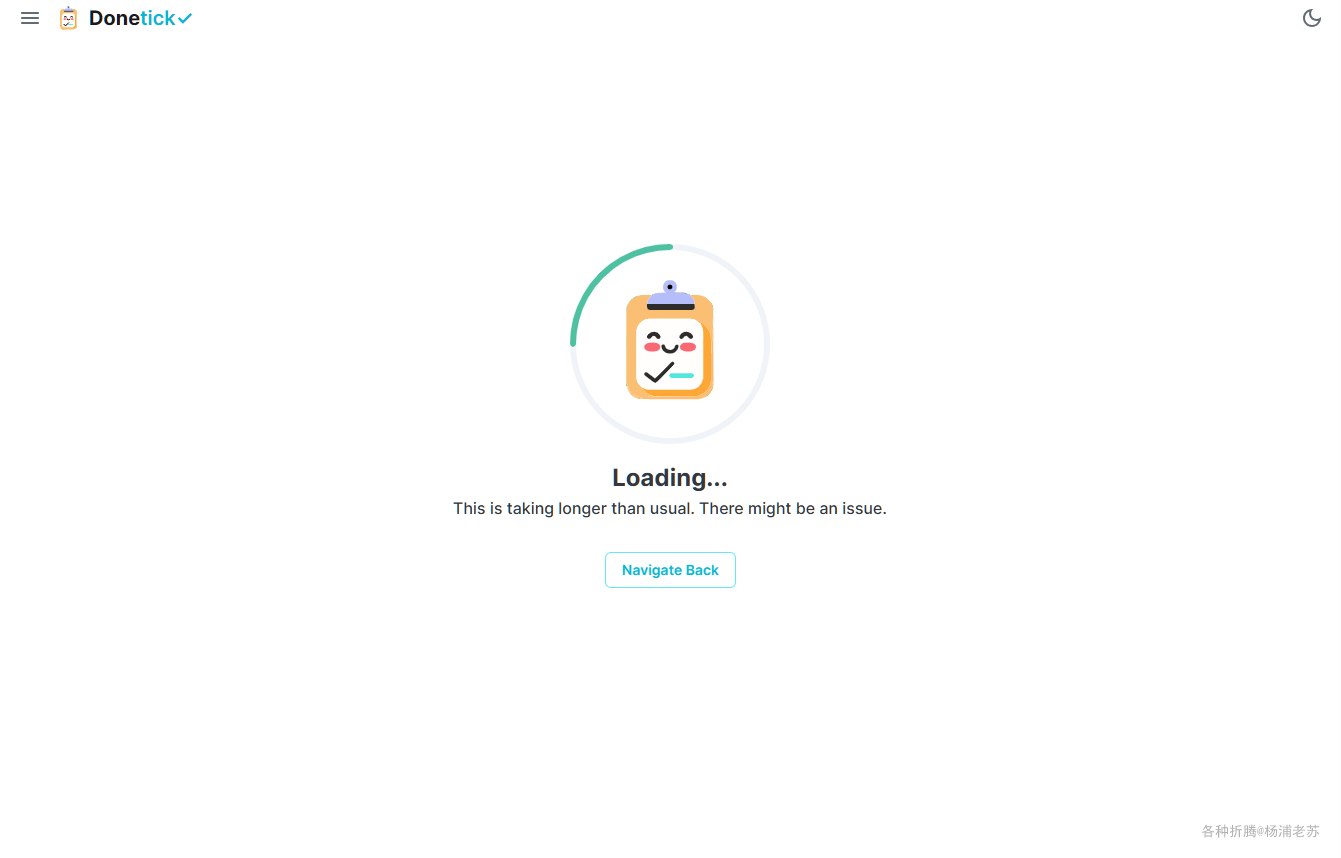 Donetick
Loading...
This is taking longer than usual. There might be an issue.
Navigate Back
各种折腾@杨浦老苏